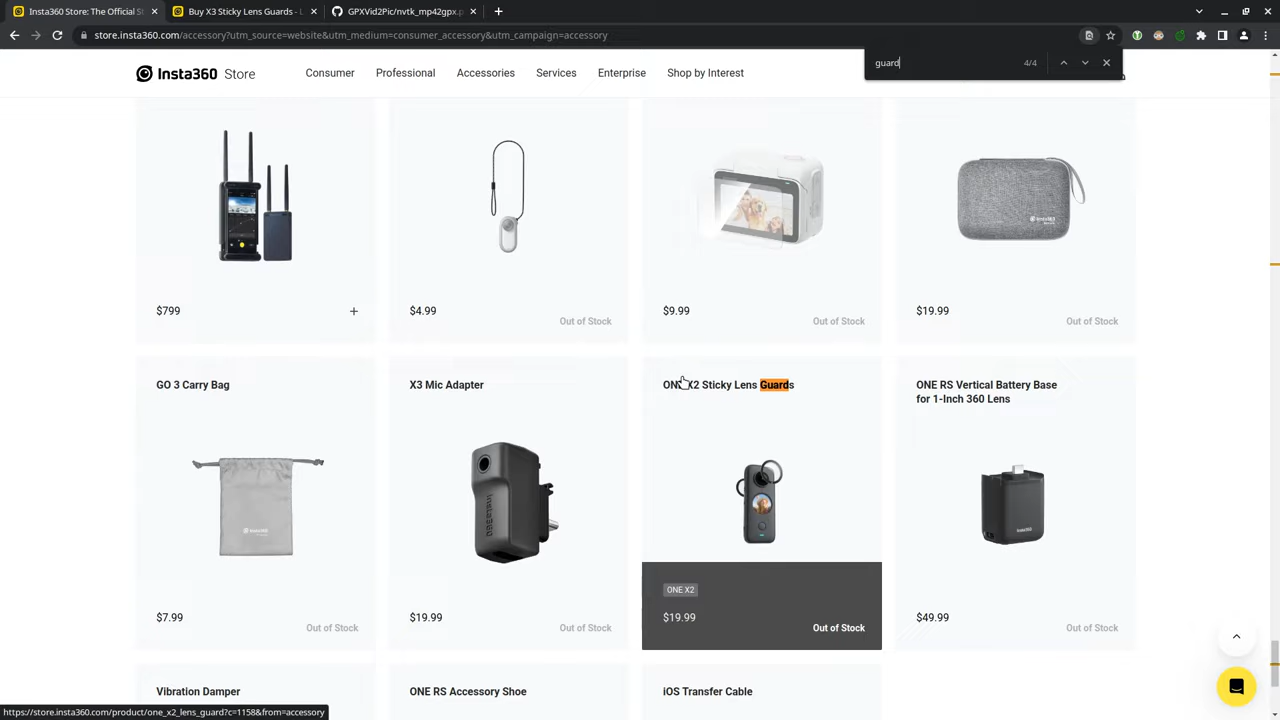 Insta360 Store: The Official S
Buy X3 Sticky Lens Guards - L
GPXVid2Pic/nvtk_mp42gpx.p
store.insta360.com/accessory?utm_source=website&utm_medium=consumer_accessory&utm_campaign=accessory
guard
4/4
Insta360 Store
Consumer
Professional
Accessories
Services
Enterprise
Shop by Interest
$799
$4.99
Out of Stock
$9.99
Out of Stock
$19.99
Out of Stock
GO 3 Carry Bag
X3 Mic Adapter
ONE X2 Sticky Lens Guards
ONE RS Vertical Battery Base
for 1-Inch 360 Lens
Insta360
ONE X2
$7.99
Out of Stock
$19.99
Out of Stock
$19.99
Out of Stock
$49.99
Out of Stock
Vibration Damper
ONE RS Accessory Shoe
iOS Transfer Cable
https://store.insta360.com/product/one_x2_lens_guard?c=1158&from=accessory